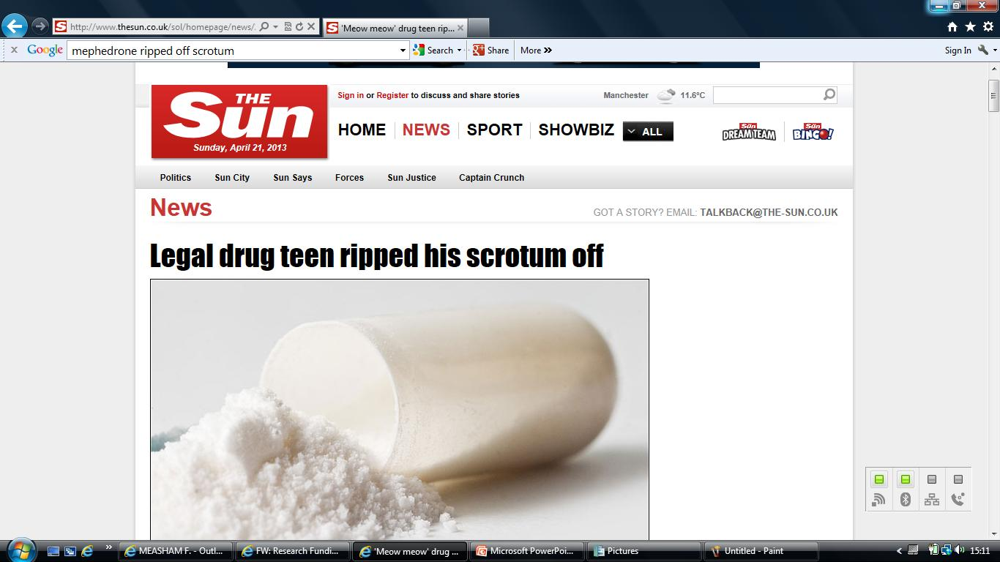 http://www.thesun.co.uk/sol/homepage/news/
'Meow meow' drug teen rip...
x Google mephedrone ripped off scrotum Search Share More Sign In
Sign in or Register to discuss and share stories Manchester 11.6°C
THE
Sun
Sunday, April 21, 2013
HOME NEWS SPORT SHOWBIZ ALL
Sun DREAM TEAM
Sun BINGO!
Politics Sun City Sun Says Forces Sun Justice Captain Crunch
News
GOT A STORY? EMAIL: TALKBACK@THE-SUN.CO.UK
Legal drug teen ripped his scrotum off
MEASHAM F. - Outl... FW: Research Fundi... 'Meow meow' drug ... Microsoft PowerPoi... Pictures Untitled - Paint 15:11